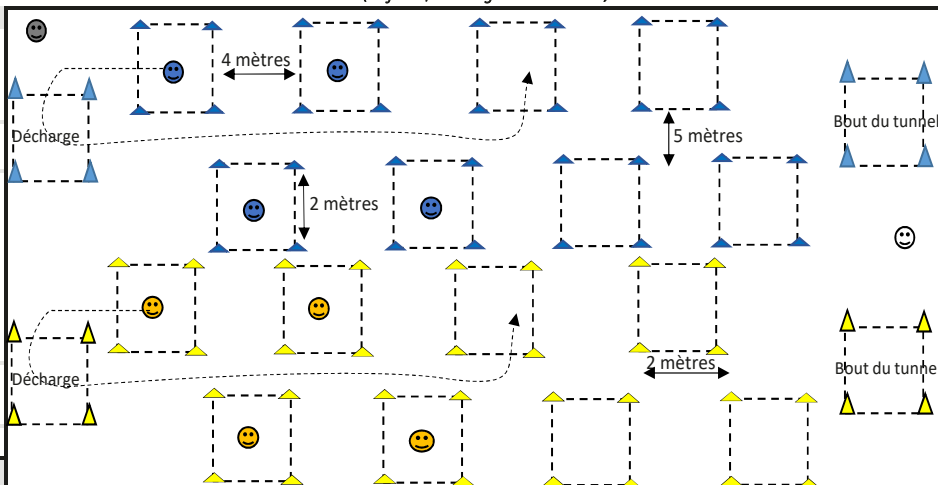 4 mètres
Décharge
Bout du tunnel
5 mètres
2 mètres
2 mètres
Décharge
Bout du tunne